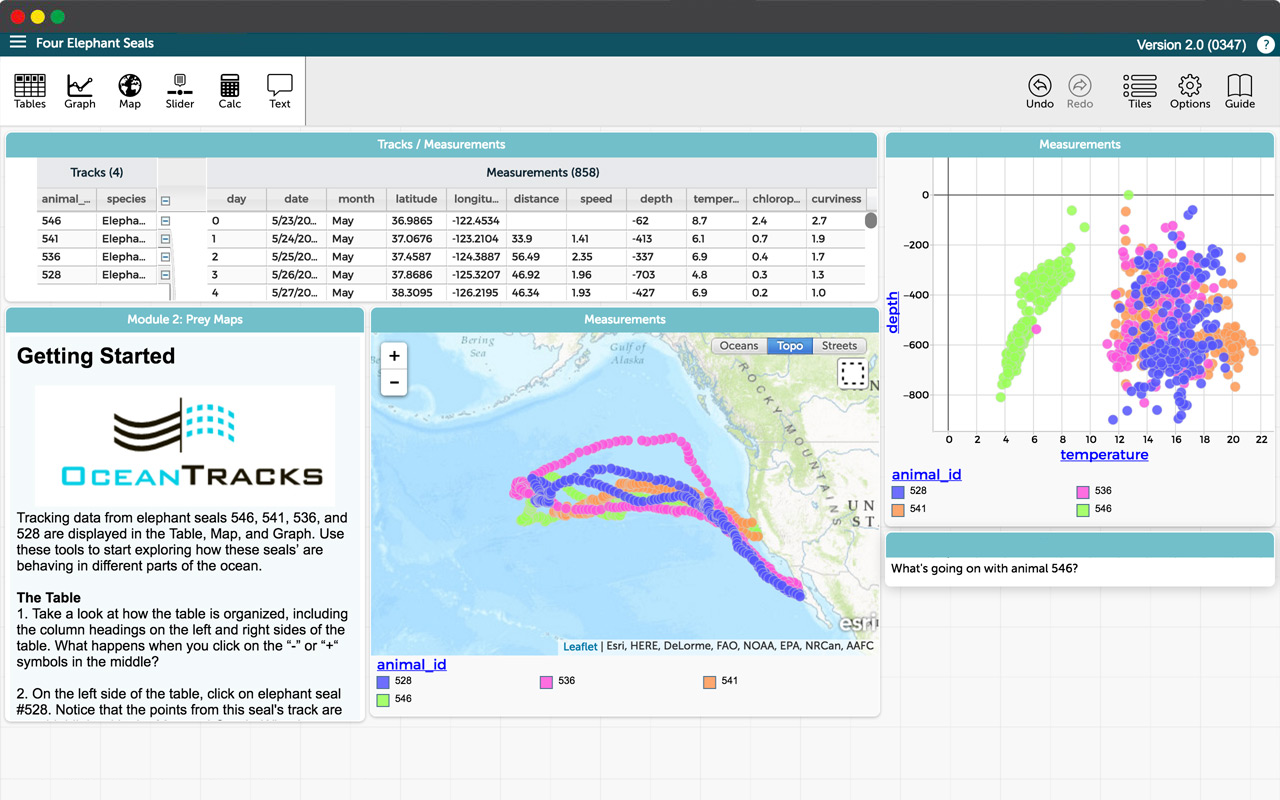 Four Elephant Seals
Version 2.0 (0347) ?
Tables Graph Map Slider Calc Text Undo Redo Tiles Options Guide
Tracks / Measurements
Tracks (4) Measurements (858)
animal_... species day date month latitude longitu... distance speed depth temper... chlorop... curviness
546 Elepha... 0 5/23/20... May 36.9865 -122.4534 -62 8.7 2.4 2.7
541 Elepha... 1 5/24/20... May 37.0676 -123.2104 33.9 1.41 -413 6.1 0.7 1.9
536 Elepha... 2 5/25/20... May 37.4587 -124.3887 56.49 2.35 -337 6.9 0.4 1.7
528 Elepha... 3 5/26/20... May 37.8686 -125.3207 46.92 1.96 -703 4.8 0.3 1.3
4 5/27/20... May 38.3095 -126.2195 46.34 1.93 -427 6.9 0.2 1.0
Module 2: Prey Maps
Getting Started
OCEANTRACKS
Tracking data from elephant seals 546, 541, 536, and
528 are displayed in the Table, Map, and Graph. Use
these tools to start exploring how these seals’ are
behaving in different parts of the ocean.
The Table
1. Take a look at how the table is organized, including
the column headings on the left and right sides of the
table. What happens when you click on the “-” or “+“
symbols in the middle?
2. On the left side of the table, click on elephant seal
#528. Notice that the points from this seal's track are
Measurements
+
−
Oceans Topo Streets
Bering
Sea
Gulf of
Alaska
ROCKY MOUNTAINS
UN
ST
esri
Leaflet | Esri, HERE, DeLorme, FAO, NOAA, EPA, NRCan, AAFC
animal_id
528 536 541
546
Measurements
0
-200
-400
-600
-800
depth
0 2 4 6 8 10 12 14 16 18 20 22
temperature
animal_id
528 536
541 546
What's going on with animal 546?